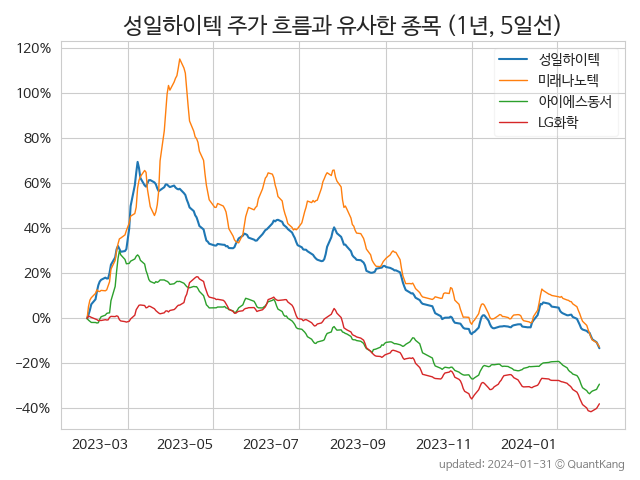 성일하이텍 주가 흐름과 유사한 종목 (1년, 5일선)
성일하이텍
미래나노텍
아이에스동서
LG화학
120%
100%
80%
60%
40%
20%
0%
−20%
−40%
2023-03 2023-05 2023-07 2023-09 2023-11 2024-01
updated: 2024-01-31 © QuantKang